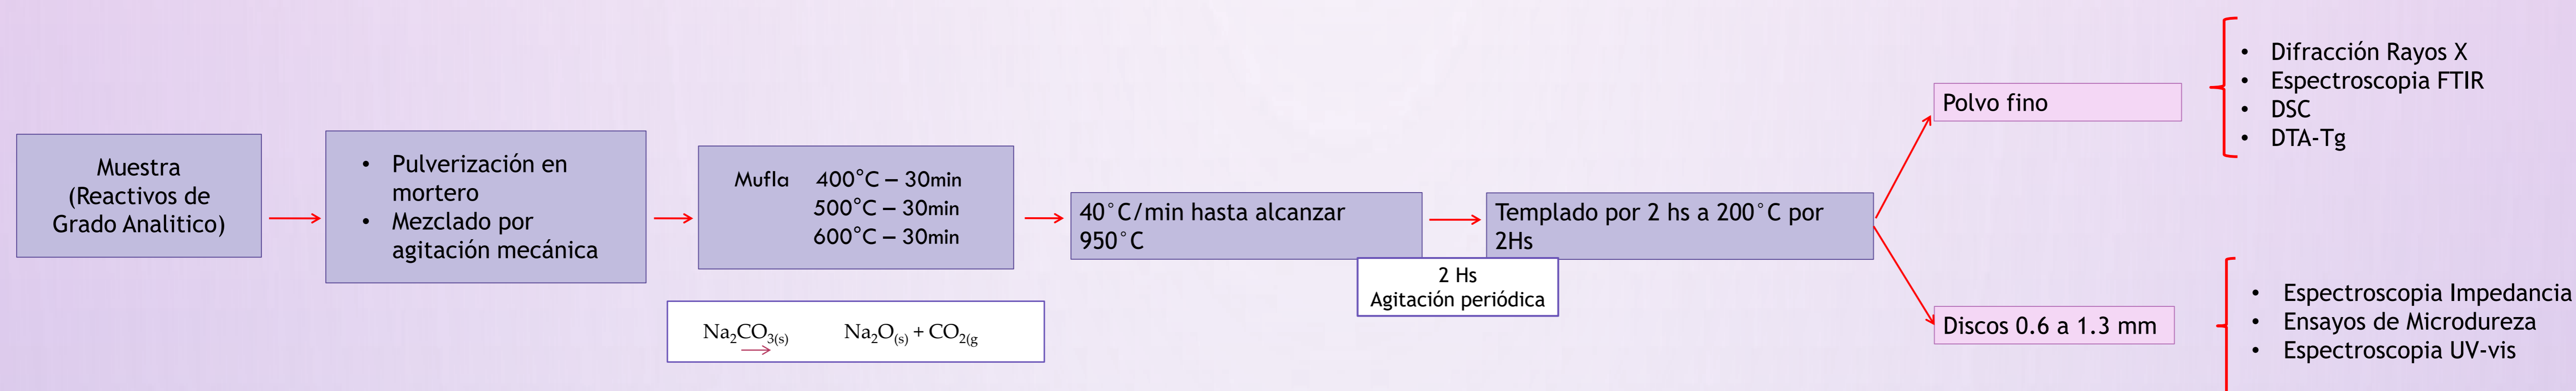 Muestra
(Reactivos de
Grado Analitico)
• Pulverización en
mortero
• Mezclado por
agitación mecánica
Mufla 400°C – 30min
500°C – 30min
600°C – 30min
Na₂CO₃(s) Na₂O(s) + CO₂(g
→
40°C/min hasta alcanzar
950°C
2 Hs
Agitación periódica
Templado por 2 hs a 200°C por
2Hs
Polvo fino
• Difracción Rayos X
• Espectroscopia FTIR
• DSC
• DTA-Tg
Discos 0.6 a 1.3 mm
• Espectroscopia Impedancia
• Ensayos de Microdureza
• Espectroscopia UV-vis